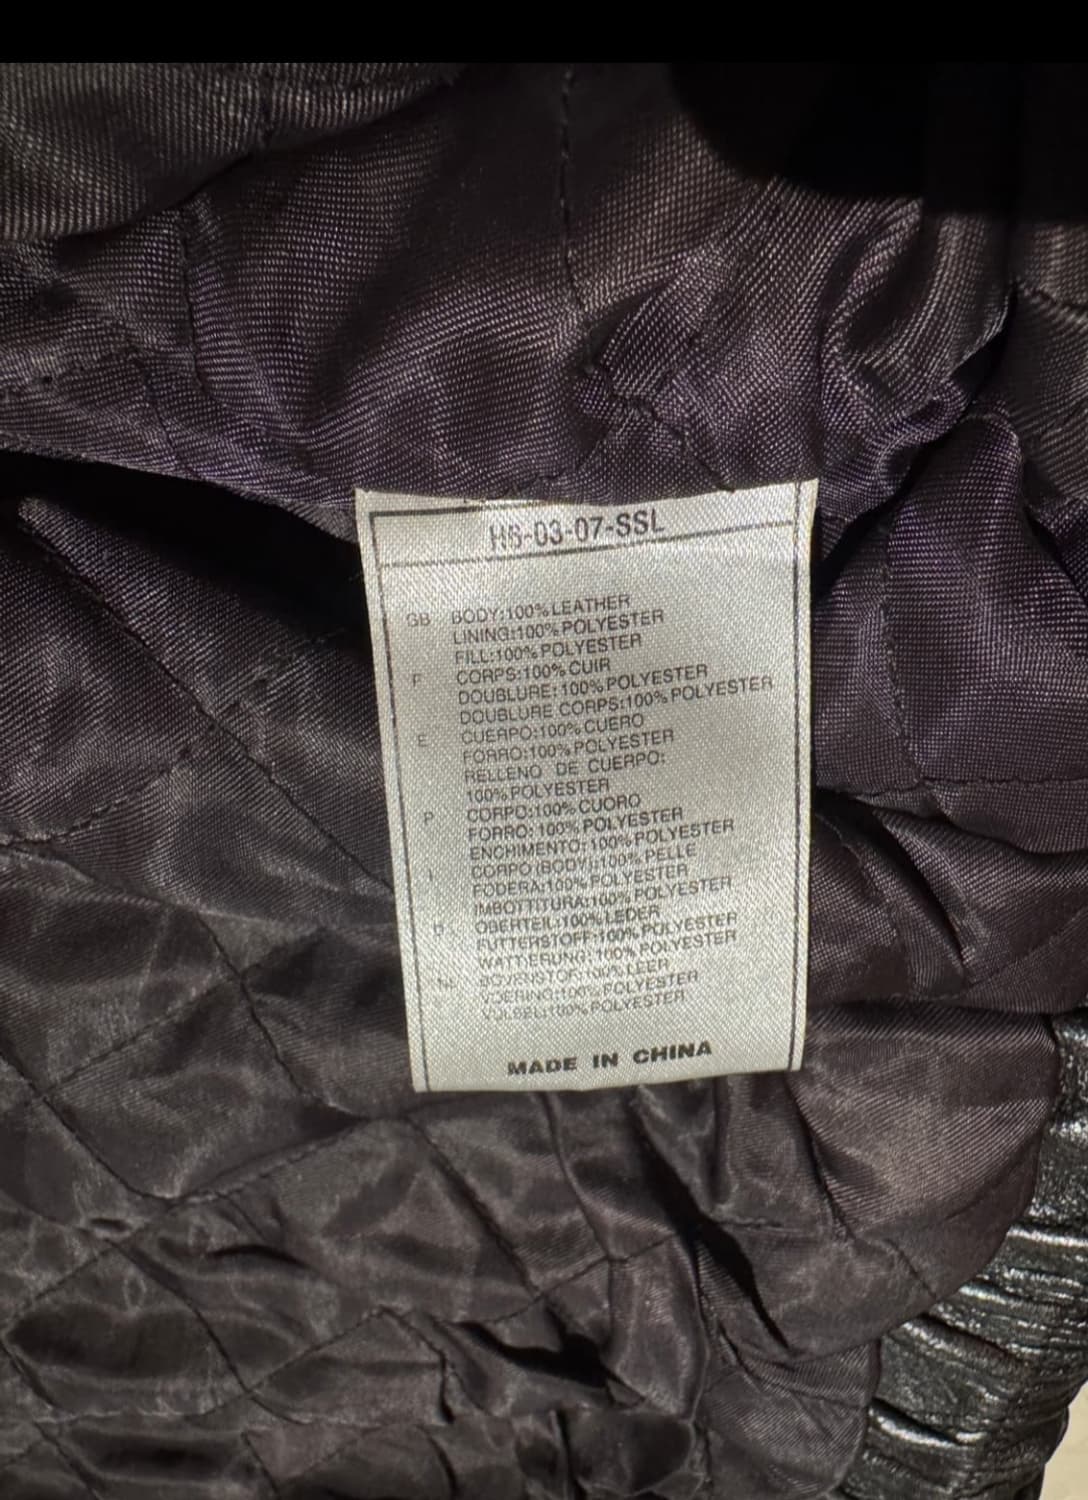 H6-03-07-SSL
GB BODY:100% LEATHER
LINING:100% POLYESTER
FILL:100% POLYESTER
F CORPS:100% CUIR
DOUBLURE:100% POLYESTER
DOUBLURE CORPS:100% POLYESTER
E CUERPO:100% CUERO
FORRO:100% POLYESTER
RELLENO DE CUERPO:
100% POLYESTER
P CORPO:100% CUORO
FORRO: 100% POLYESTER
ENCHIMENTO:100% POLYESTER
I CORPO (BODY):100% PELLE
FODERA:100% POLYESTER
IMBOTTITURA:100% POLYESTER
D OBERTEIL:100% LEDER
FUTTERSTOFF:100% POLYESTER
WATTIERUNG:100% POLYESTER
NL BOVENSTOF:100% LEER
VOERING:100% POLYESTER
VULSEL:100% POLYESTER
MADE IN CHINA